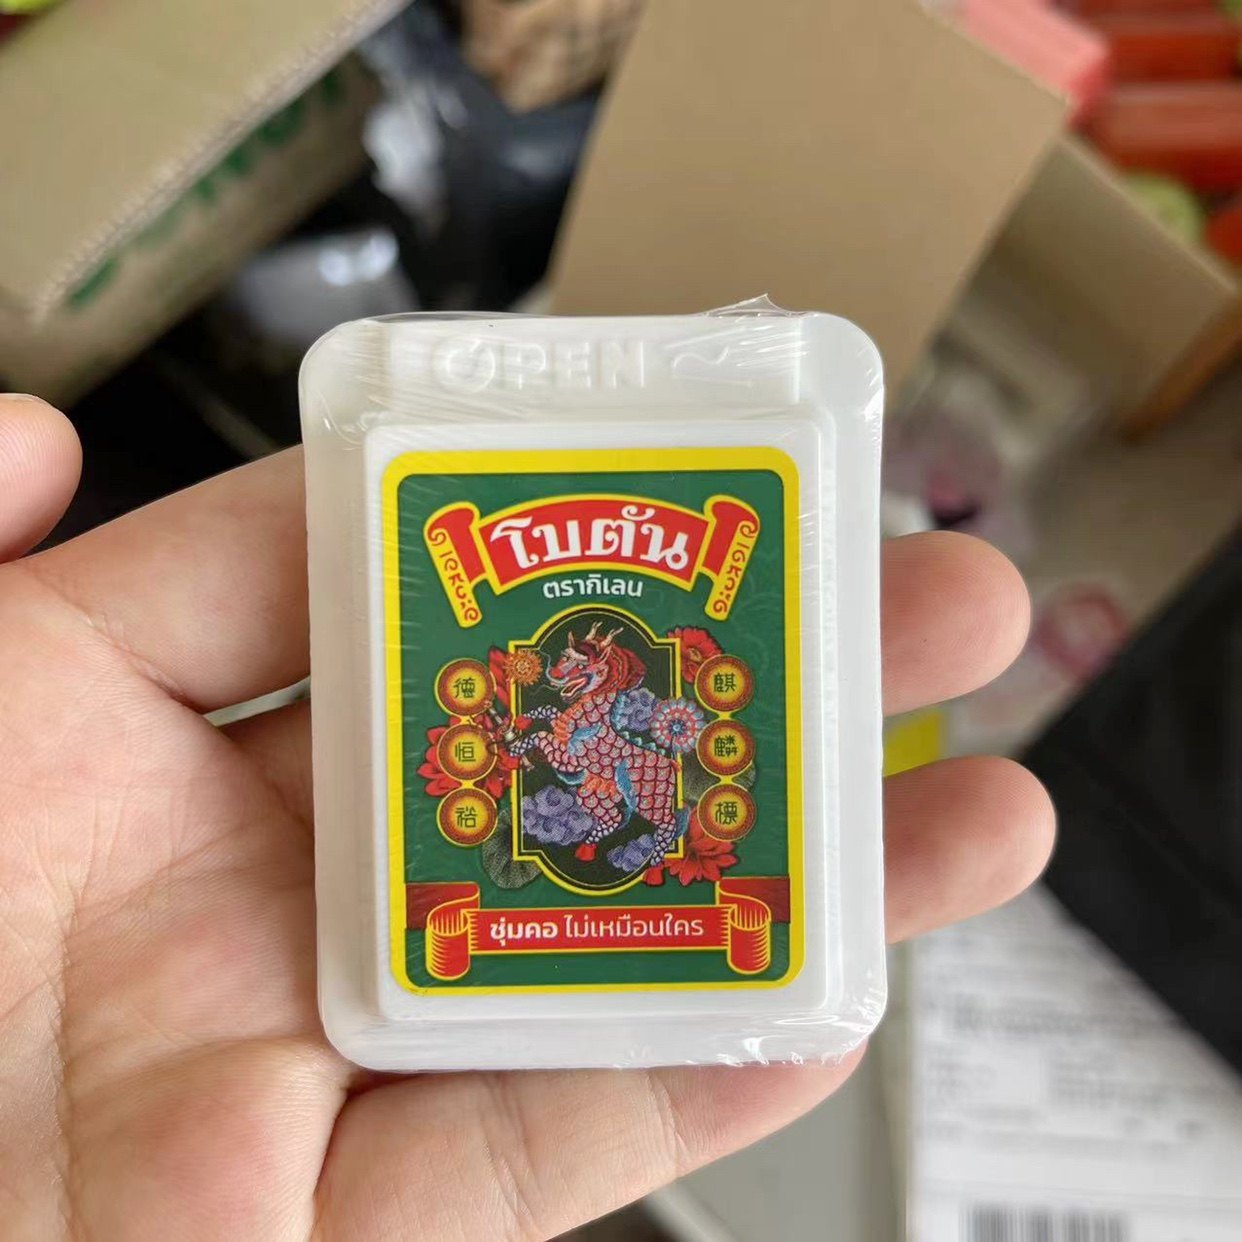 OPEN
โบตัน
ตรากิเลน
德
恒
裕
麒
麟
標
ชุ่มคอ ไม่เหมือนใคร